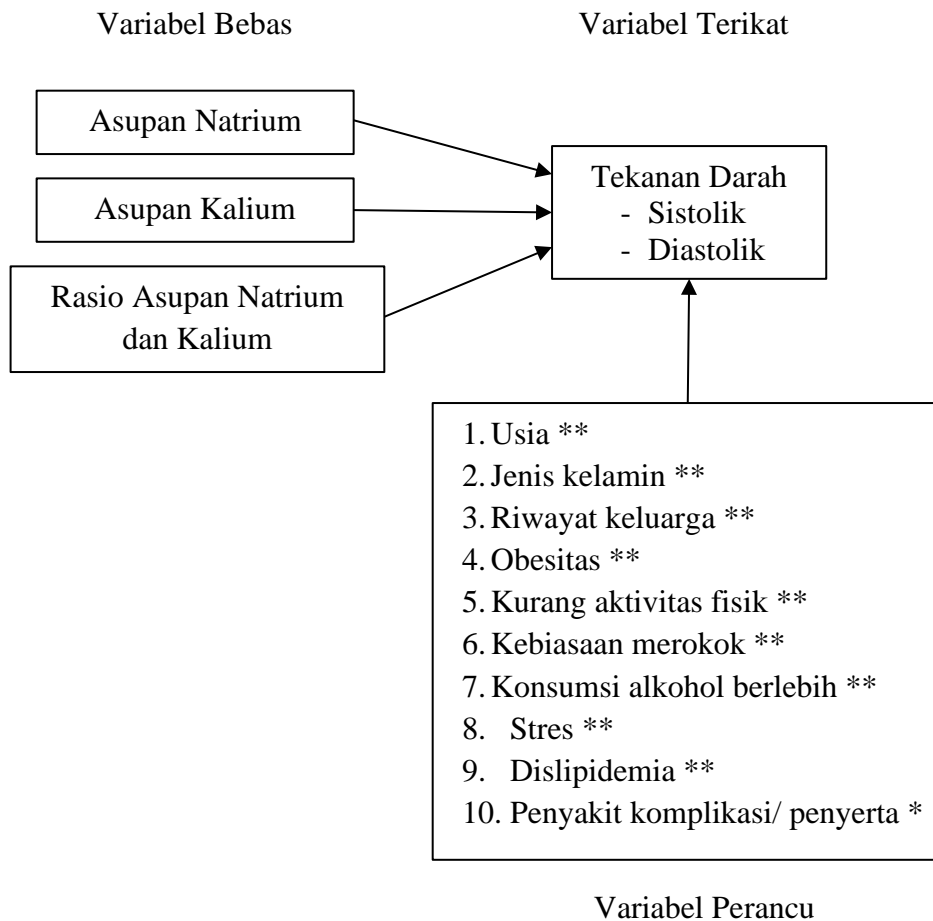 Variabel Bebas
Variabel Terikat
Asupan Natrium
Asupan Kalium
Rasio Asupan Natrium
dan Kalium
Tekanan Darah
- Sistolik
- Diastolik
1. Usia **
2. Jenis kelamin **
3. Riwayat keluarga **
4. Obesitas **
5. Kurang aktivitas fisik **
6. Kebiasaan merokok **
7. Konsumsi alkohol berlebih **
8. Stres **
9. Dislipidemia **
10. Penyakit komplikasi/ penyerta *
Variabel Perancu